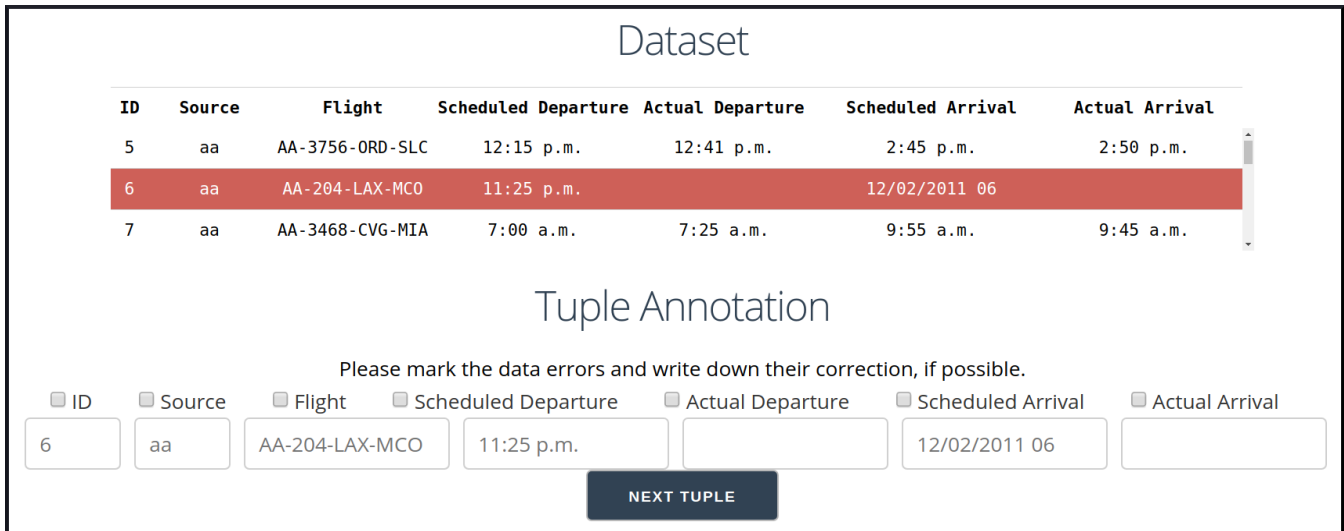 Dataset
ID Source Flight Scheduled Departure Actual Departure Scheduled Arrival Actual Arrival
5 aa AA-3756-ORD-SLC 12:15 p.m. 12:41 p.m. 2:45 p.m. 2:50 p.m.
6 aa AA-204-LAX-MCO 11:25 p.m. 12/02/2011 06
7 aa AA-3468-CVG-MIA 7:00 a.m. 7:25 a.m. 9:55 a.m. 9:45 a.m.
Tuple Annotation
Please mark the data errors and write down their correction, if possible.
ID Source Flight Scheduled Departure Actual Departure Scheduled Arrival Actual Arrival
6 aa AA-204-LAX-MCO 11:25 p.m. 12/02/2011 06
NEXT TUPLE